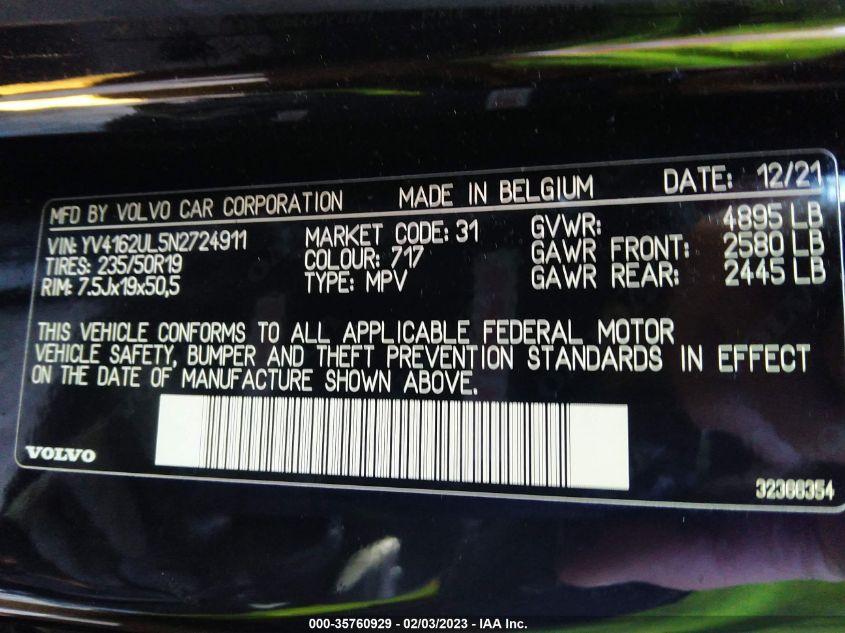 MFD BY VOLVO CAR CORPORATION MADE IN BELGIUM DATE: 12/21
VIN: YV4162UL5N2724911 MARKET CODE: 31 GVWR: 4895 LB
TIRES: 235/50R19 COLOUR: 717 GAWR FRONT: 2580 LB
RIM: 7.5Jx19x50,5 TYPE: MPV GAWR REAR: 2445 LB
THIS VEHICLE CONFORMS TO ALL APPLICABLE FEDERAL MOTOR
VEHICLE SAFETY, BUMPER AND THEFT PREVENTION STANDARDS IN EFFECT
ON THE DATE OF MANUFACTURE SHOWN ABOVE.
VOLVO
32366354
000-35760929 - 02/03/2023 - IAA Inc.